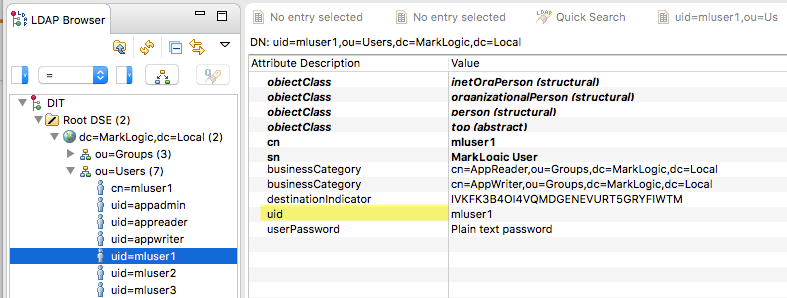 LDAP Browser
No entry selected
No entry selected
Quick Search
uid=mluser1,ou=Us
DN: uid=mluser1,ou=Users,dc=MarkLogic,dc=Local
=
Attribute Description Value
objectClass inetOrgPerson (structural)
objectClass organizationalPerson (structural)
objectClass person (structural)
objectClass top (abstract)
cn mluser1
sn MarkLogic User
businessCategory cn=AppReader,ou=Groups,dc=MarkLogic,dc=Local
businessCategory cn=AppWriter,ou=Groups,dc=MarkLogic,dc=Local
destinationIndicator IVKFK3B4OI4VQMDGENEVURT5GRYFIWTM
uid mluser1
userPassword Plain text password
DIT
Root DSE (2)
dc=MarkLogic,dc=Local (2)
ou=Groups (3)
ou=Users (7)
cn=mluser1
uid=appadmin
uid=appreader
uid=appwriter
uid=mluser1
uid=mluser2
uid=mluser3